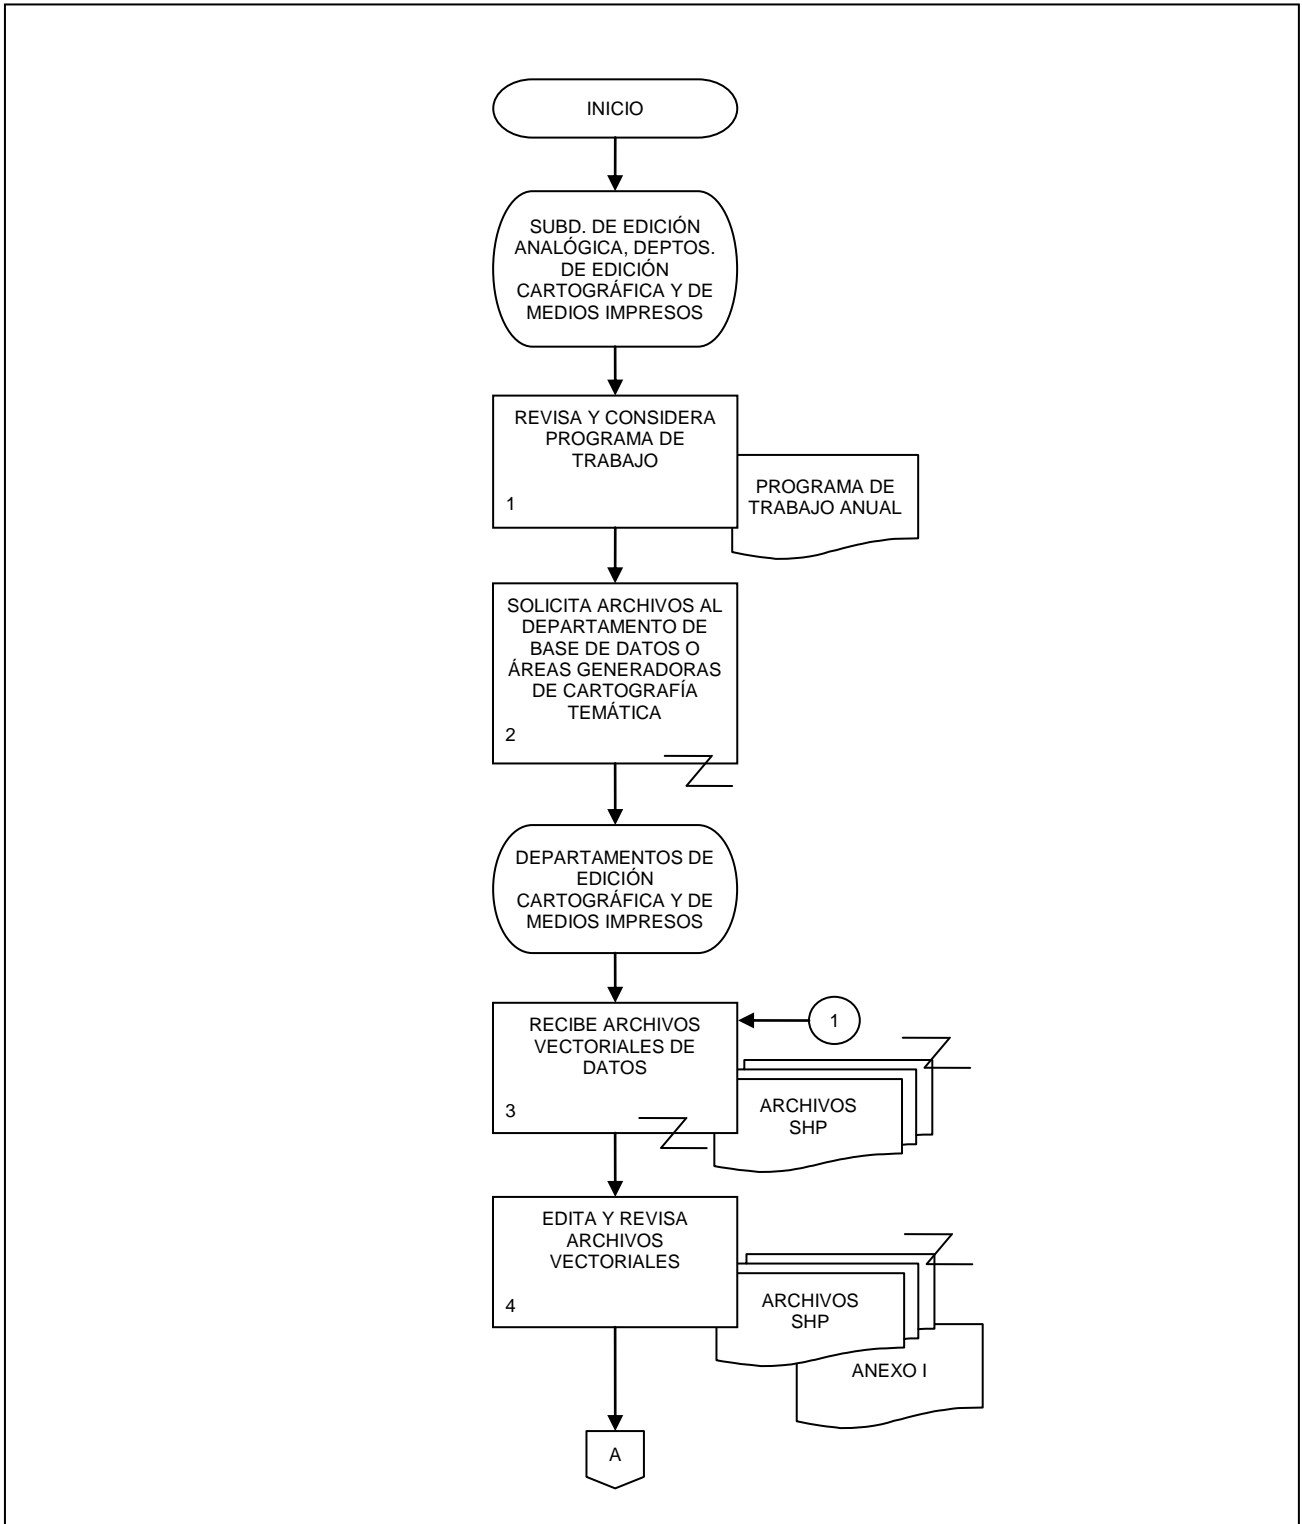 INICIO
SUBD. DE EDICIÓN
ANALÓGICA, DEPTOS.
DE EDICIÓN
CARTOGRÁFICA Y DE
MEDIOS IMPRESOS
REVISA Y CONSIDERA
PROGRAMA DE
TRABAJO
1
PROGRAMA DE
TRABAJO ANUAL
SOLICITA ARCHIVOS AL
DEPARTAMENTO DE
BASE DE DATOS O
ÁREAS GENERADORAS
DE CARTOGRAFÍA
TEMÁTICA
2
DEPARTAMENTOS DE
EDICIÓN
CARTOGRÁFICA Y DE
MEDIOS IMPRESOS
RECIBE ARCHIVOS
VECTORIALES DE
DATOS
3
1
ARCHIVOS
SHP
EDITA Y REVISA
ARCHIVOS
VECTORIALES
4
ARCHIVOS
SHP
ANEXO I
A